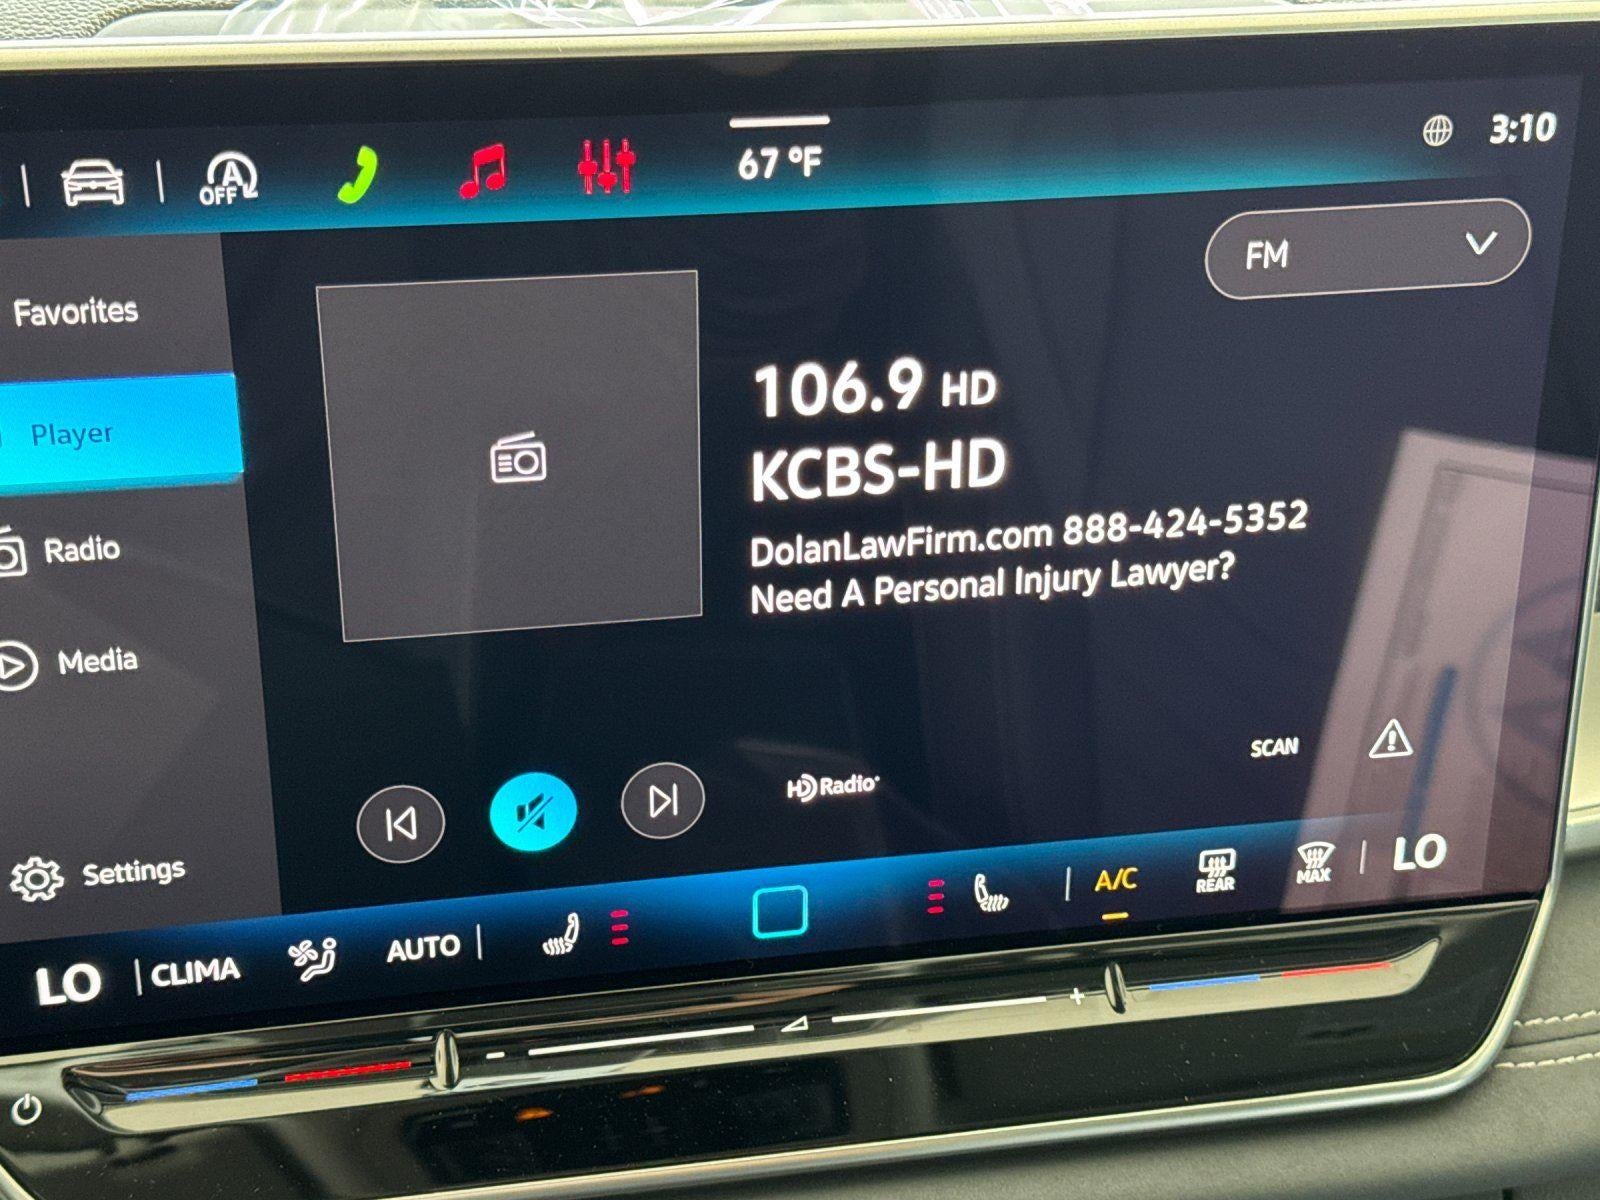 OFF
67 °F
3:10
FM
Favorites
Player
Radio
Media
Settings
106.9 HD
KCBS-HD
DolanLawFirm.com 888-424-5352
Need A Personal Injury Lawyer?
HD Radio
SCAN
LO
CLIMA
AUTO
A/C
REAR
MAX
LO
- +